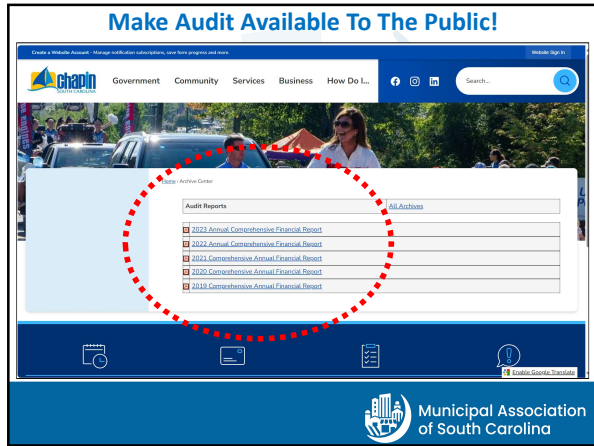 Make Audit Available To The Public!
Create a Website Account - Manage notification subscriptions, save form progress and more.
Website Sign In
chapin
SOUTH CAROLINA
Government Community Services Business How Do I...
Search...
Home › Archive Center
Audit Reports
All Archives
2023 Annual Comprehensive Financial Report
2022 Annual Comprehensive Financial Report
2021 Comprehensive Annual Financial Report
2020 Comprehensive Annual Financial Report
2019 Comprehensive Annual Financial Report
Enable Google Translate
Municipal Association
of South Carolina